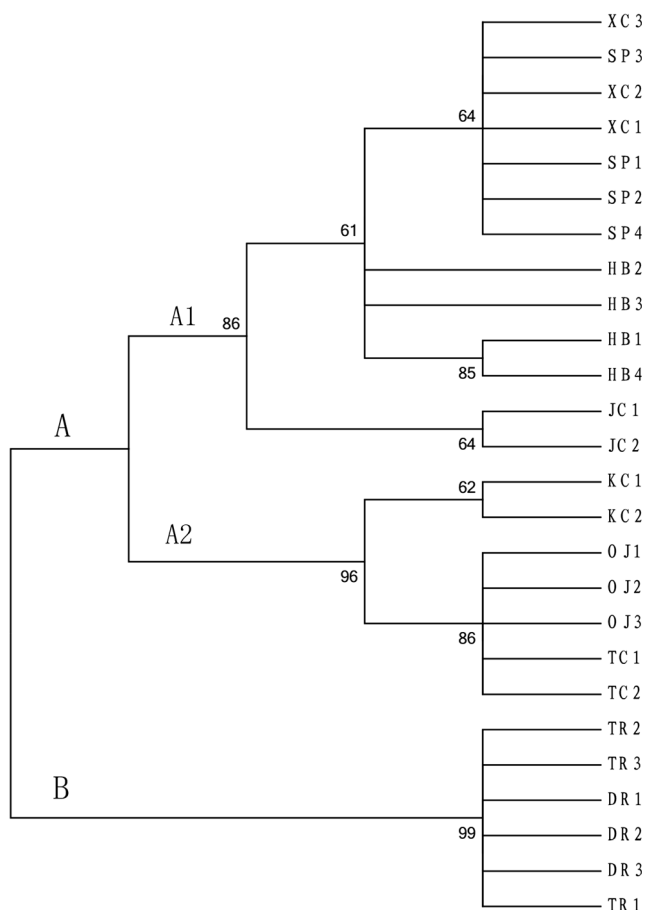 XC3
SP3
XC2
64
XC1
SP1
SP2
61
SP4
HB2
HB3
A1
86
HB1
85
HB4
JC1
A
64
JC2
62
KC1
KC2
A2
OJ1
96
OJ2
OJ3
86
TC1
TC2
TR2
TR3
B
DR1
99
DR2
DR3
TR1